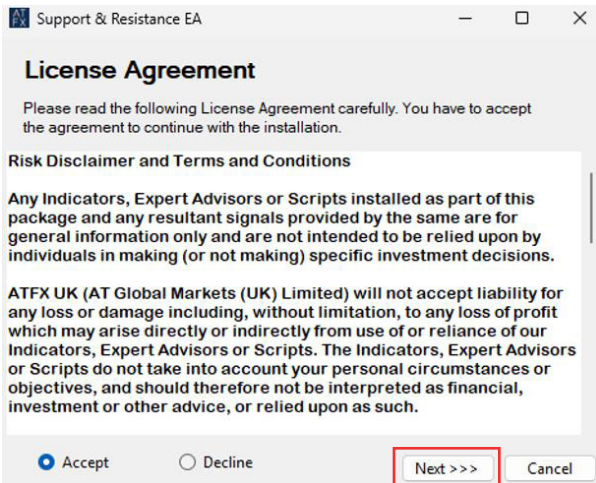 AT
FX
Support & Resistance EA
License Agreement
Please read the following License Agreement carefully. You have to accept
the agreement to continue with the installation.
Risk Disclaimer and Terms and Conditions
Any Indicators, Expert Advisors or Scripts installed as part of this
package and any resultant signals provided by the same are for
general information only and are not intended to be relied upon by
individuals in making (or not making) specific investment decisions.
ATFX UK (AT Global Markets (UK) Limited) will not accept liability for
any loss or damage including, without limitation, to any loss of profit
which may arise directly or indirectly from use of or reliance of our
Indicators, Expert Advisors or Scripts. The Indicators, Expert Advisors
or Scripts do not take into account your personal circumstances or
objectives, and should therefore not be interpreted as financial,
investment or other advice, or relied upon as such.
Accept Decline Next >>> Cancel